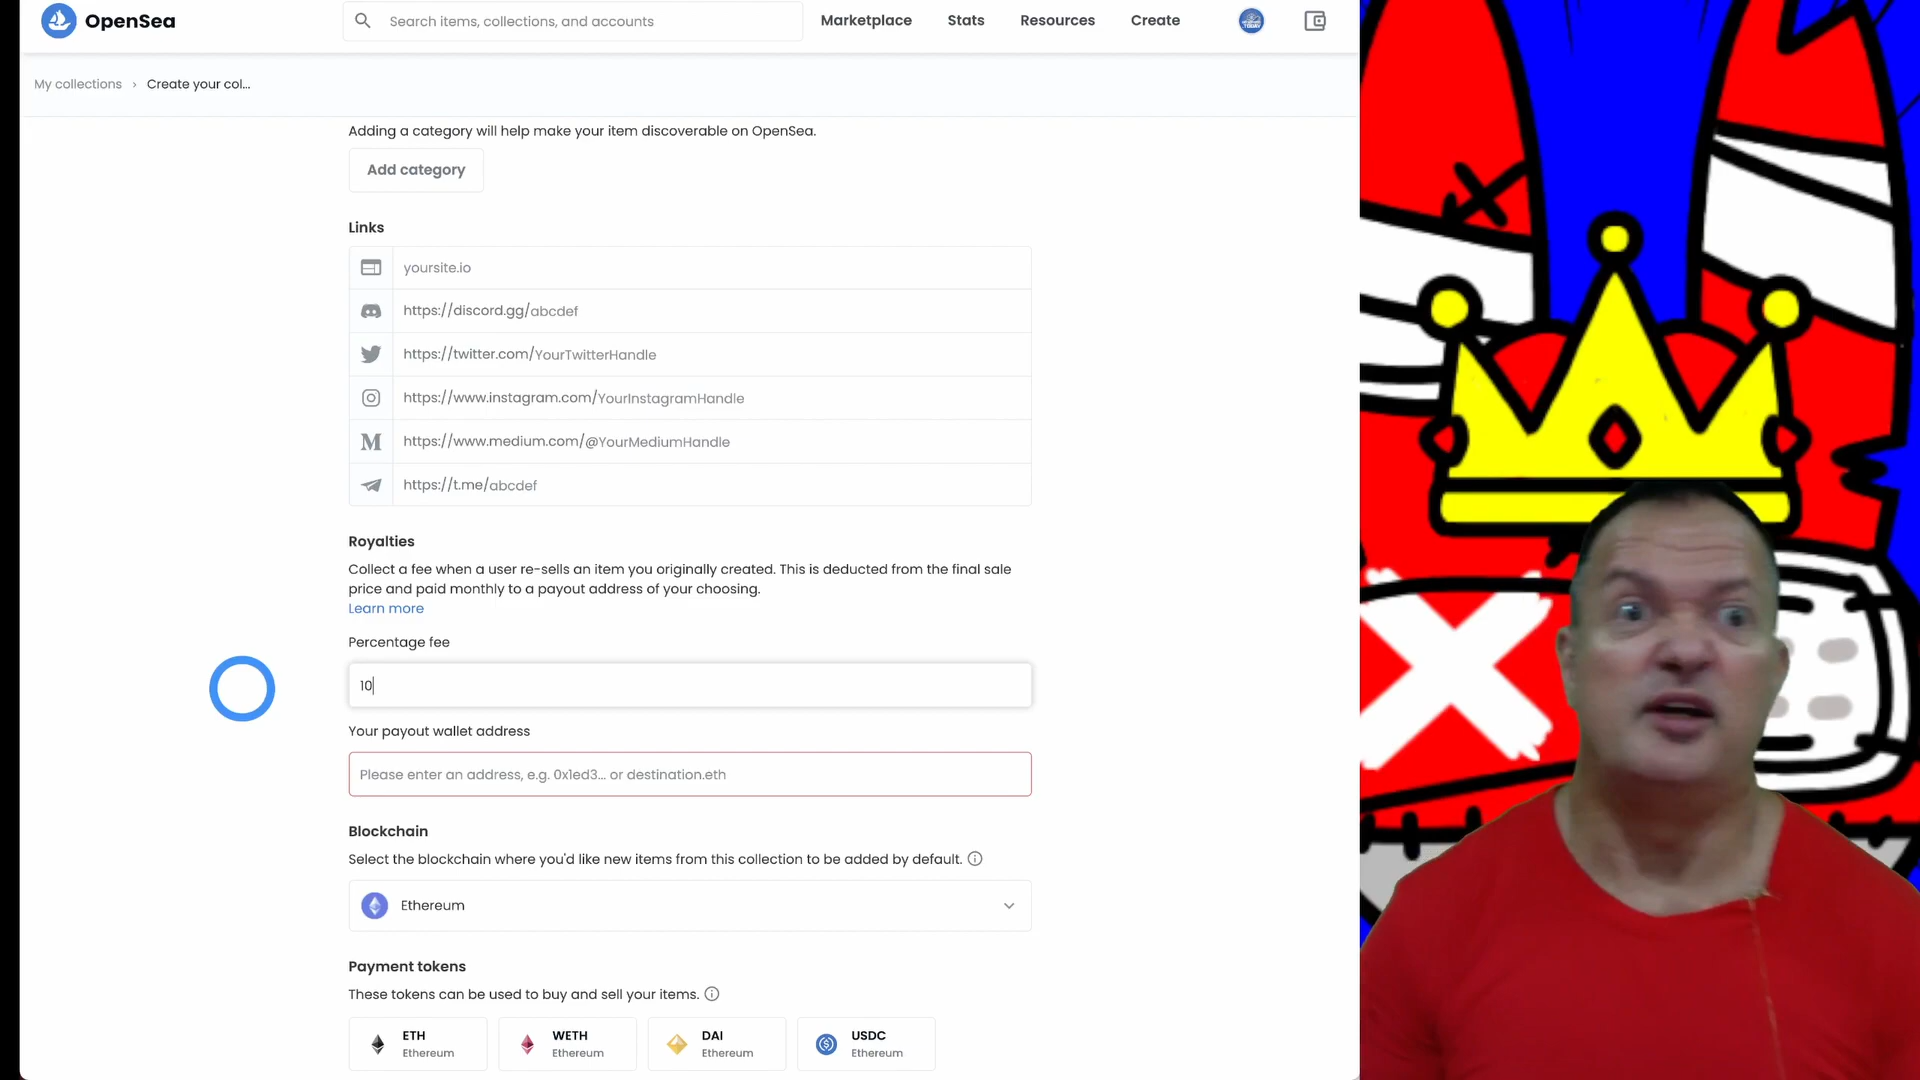 OpenSea
Search items, collections, and accounts
Marketplace
Stats
Resources
Create
My collections › Create your col...
Adding a category will help make your item discoverable on OpenSea.
Add category
Links
yoursite.io
https://discord.gg/abcdef
https://twitter.com/YourTwitterHandle
https://www.instagram.com/YourInstagramHandle
https://www.medium.com/@YourMediumHandle
https://t.me/abcdef
Royalties
Collect a fee when a user re-sells an item you originally created. This is deducted from the final sale
price and paid monthly to a payout address of your choosing.
Learn more
Percentage fee
10
Your payout wallet address
Please enter an address, e.g. 0x1ed3... or destination.eth
Blockchain
Select the blockchain where you'd like new items from this collection to be added by default.
Ethereum
Payment tokens
These tokens can be used to buy and sell your items.
ETH
Ethereum
WETH
Ethereum
DAI
Ethereum
USDC
Ethereum